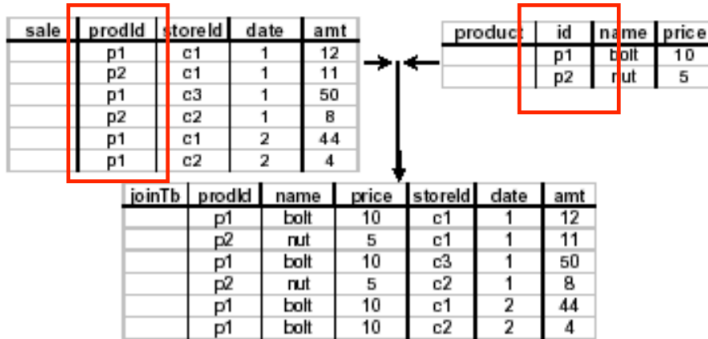 sale prodId storeId date amt
p1 c1 1 12
p2 c1 1 11
p1 c3 1 50
p2 c2 1 8
p1 c1 2 44
p1 c2 2 4
product id name price
p1 bolt 10
p2 nut 5
joinTb prodId name price storeId date amt
p1 bolt 10 c1 1 12
p2 nut 5 c1 1 11
p1 bolt 10 c3 1 50
p2 nut 5 c2 1 8
p1 bolt 10 c1 2 44
p1 bolt 10 c2 2 4